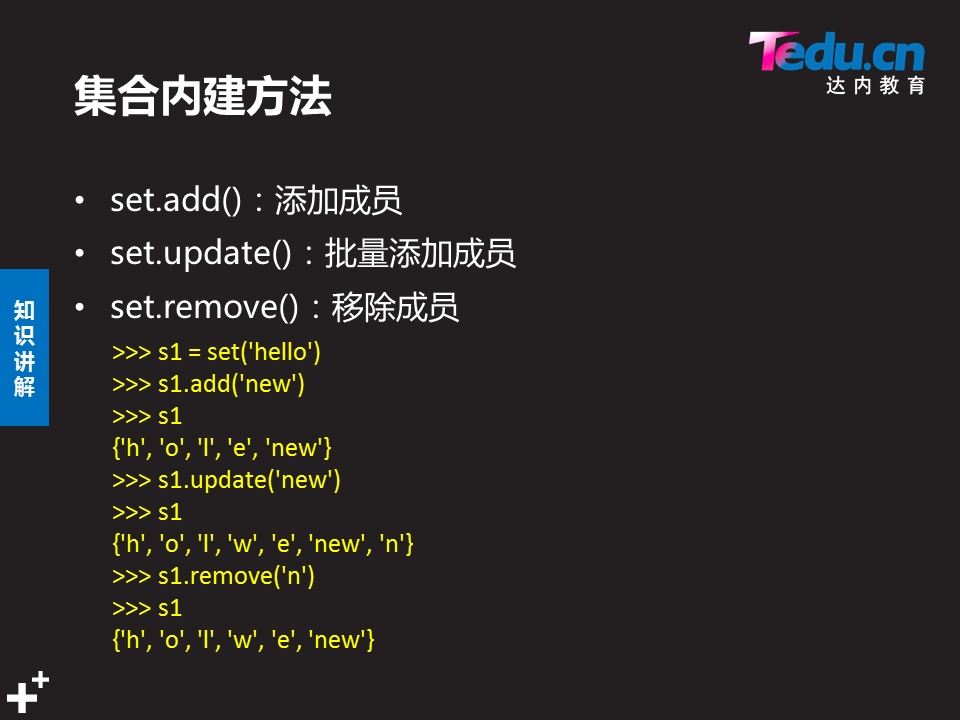 Tedu.cn
达内教育
集合内建方法
• set.add()：添加成员
• set.update()：批量添加成员
• set.remove()：移除成员
知识讲解
>>> s1 = set('hello')
>>> s1.add('new')
>>> s1
{'h', 'o', 'l', 'e', 'new'}
>>> s1.update('new')
>>> s1
{'h', 'o', 'l', 'w', 'e', 'new', 'n'}
>>> s1.remove('n')
>>> s1
{'h', 'o', 'l', 'w', 'e', 'new'}